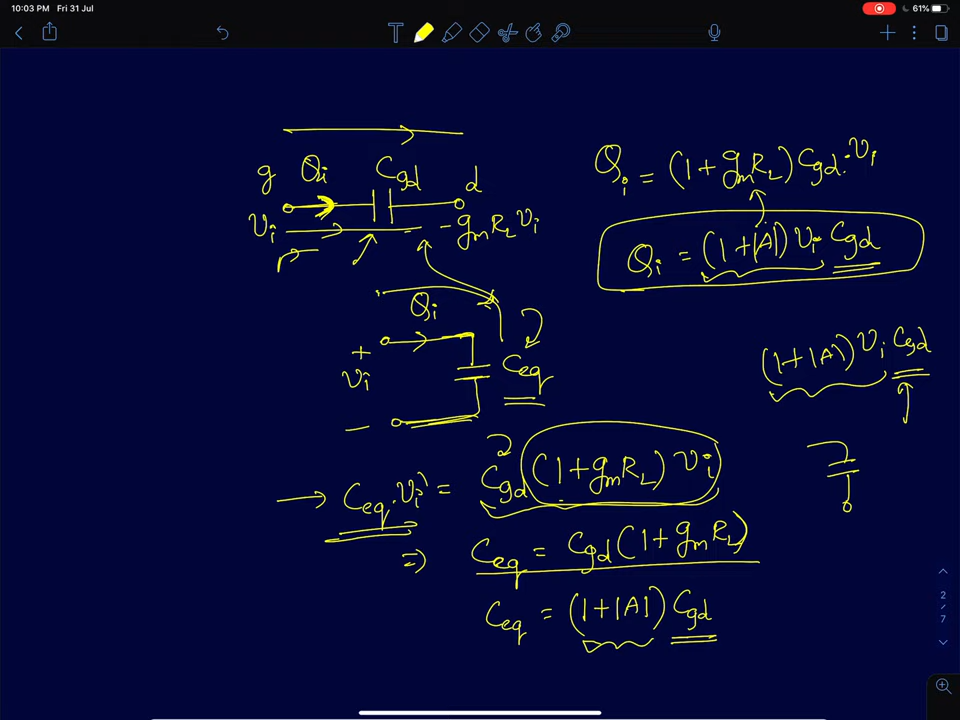 10:03 PM Fri 31 Jul
61%
g Qi Cgd d
Vi - gmRLVi
Qi = (1 + gmRL) Cgd · Vi
Qi = (1 + |A|) Vi Cgd
Qi
+
Vi
-
Ceq
(1 + |A|) Vi Cgd
→ Ceq · Vi = Cgd (1 + gmRL) Vi
⇒ Ceq = Cgd (1 + gmRL)
Ceq = (1 + |A|) Cgd
2
/
7